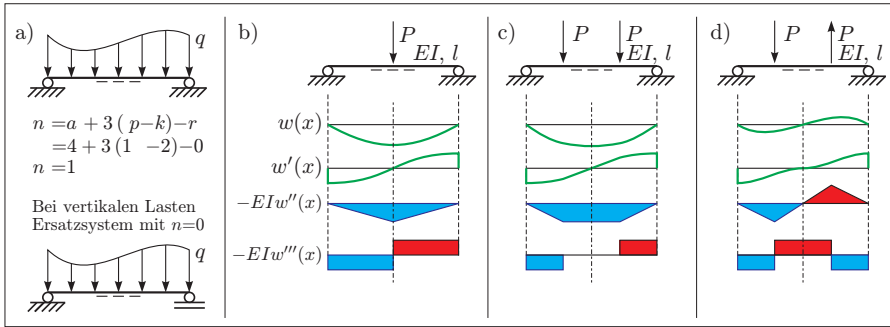 a)
q
n =a + 3 ( p−k)−r
=4 + 3 (1 −2)−0
n =1
Bei vertikalen Lasten
Ersatzsystem mit n=0
q
b)
P
EI, l
w(x)
w′(x)
−EIw″(x)
−EIw‴(x)
c)
P
P
EI, l
d)
P
P
EI, l